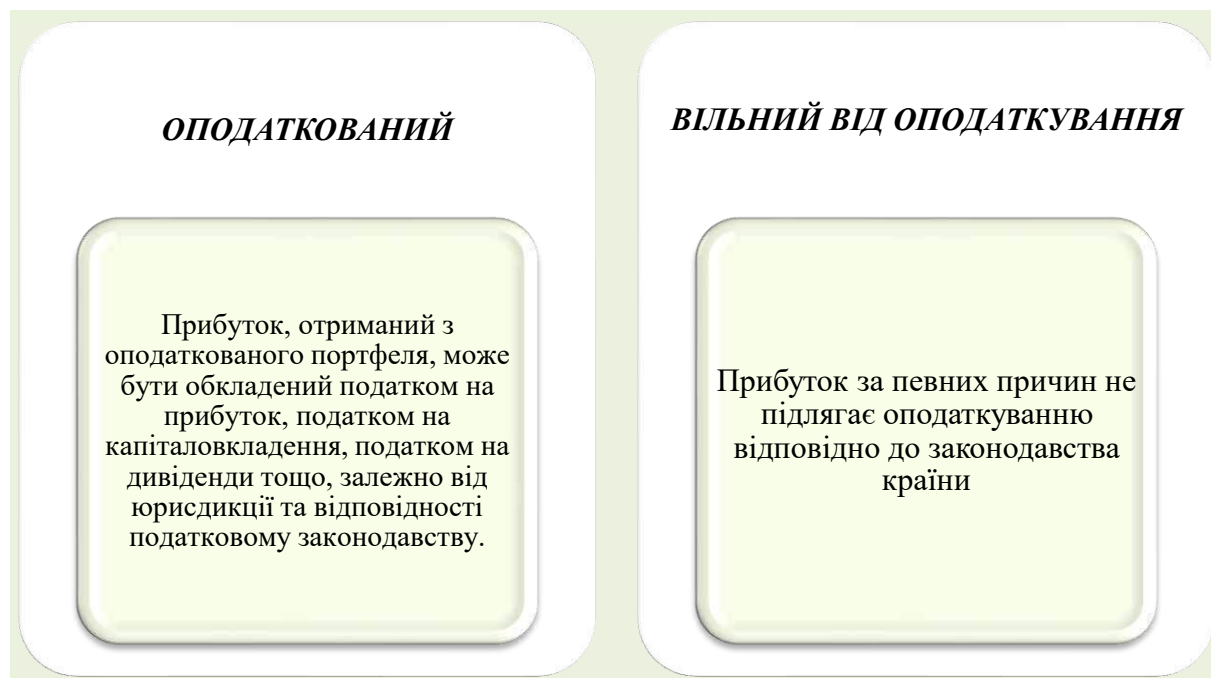 ОПОДАТКОВАНИЙ
Прибуток, отриманий з
оподаткованого портфеля, може
бути обкладений податком на
прибуток, податком на
капіталовкладення, податком на
дивіденди тощо, залежно від
юрисдикції та відповідності
податковому законодавству.
ВІЛЬНИЙ ВІД ОПОДАТКУВАННЯ
Прибуток за певних причин не
підлягає оподаткуванню
відповідно до законодавства
країни